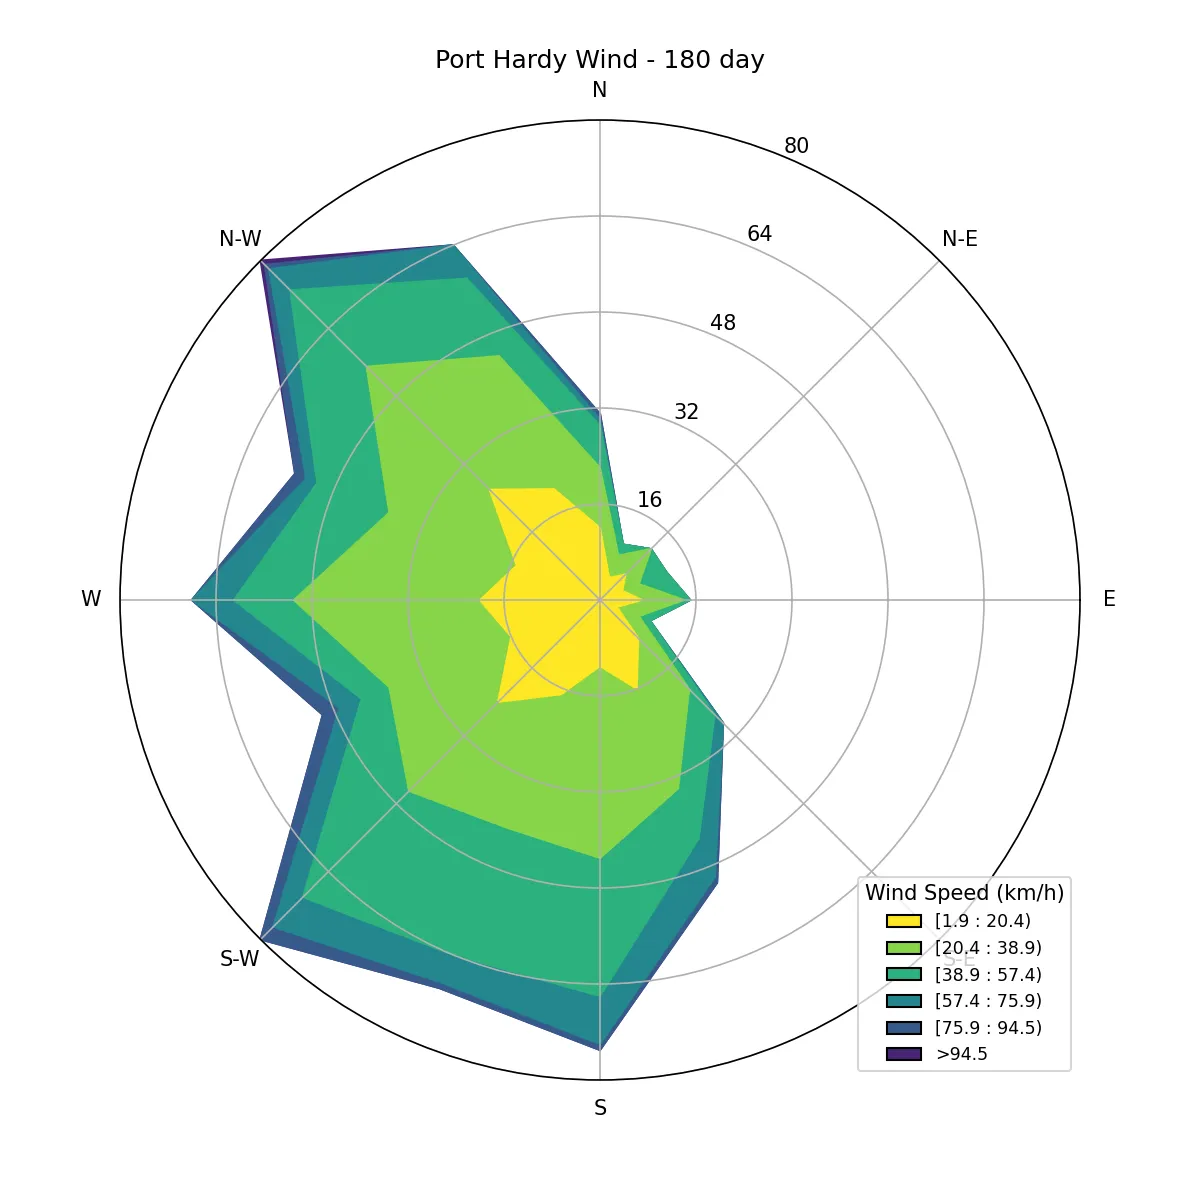 Port Hardy Wind - 180 day
N
80
N-W
N-E
64
48
32
16
W
E
S-W
S-E
S
Wind Speed (km/h)
[1.9 : 20.4)
[20.4 : 38.9)
[38.9 : 57.4)
[57.4 : 75.9)
[75.9 : 94.5)
>94.5